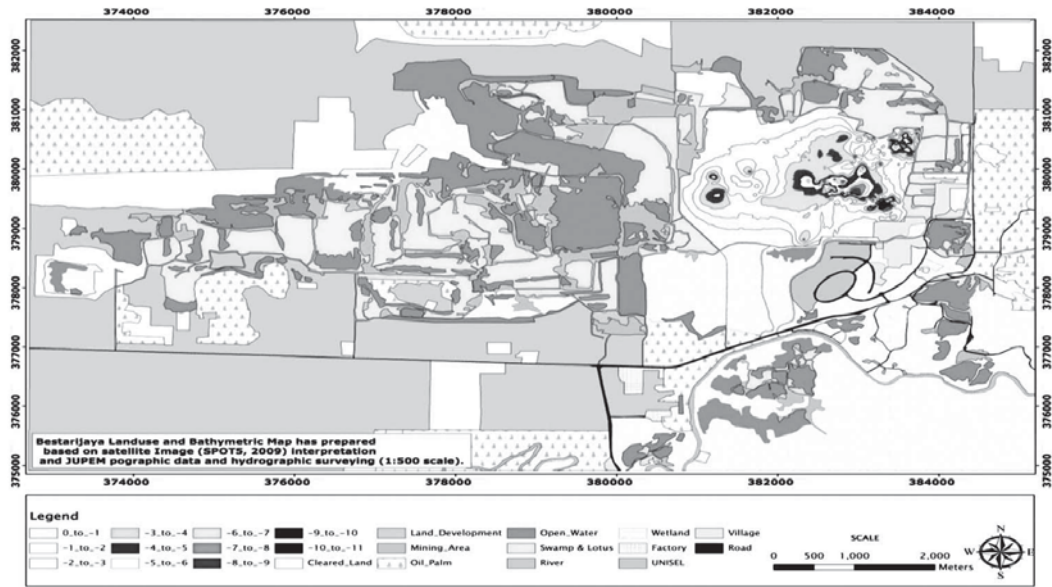 374000 376000 378000 380000 382000 384000
382000
381000
380000
379000
378000
377000
376000
375000
382000
381000
380000
379000
378000
377000
376000
375000
Bestarijaya Landuse and Bathymetric Map has prepared
based on satellite Image (SPOT5, 2009) interpretation
and JUPEM pographic data and hydrographic surveying (1:500 scale).
374000 376000 378000 380000 382000 384000
Legend
0_to_-1 -3_to_-4 -6_to_-7 -9_to_-10 Land_Development Open_Water Wetland Village
-1_to_-2 -4_to_-5 -7_to_-8 -10_to_-11 Mining_Area Swamp & Lotus Factory Road
-2_to_-3 -5_to_-6 -8_to_-9 Cleared_Land Oil_Palm River UNISEL
SCALE
0 500 1,000 2,000
Meters
N
W E
S